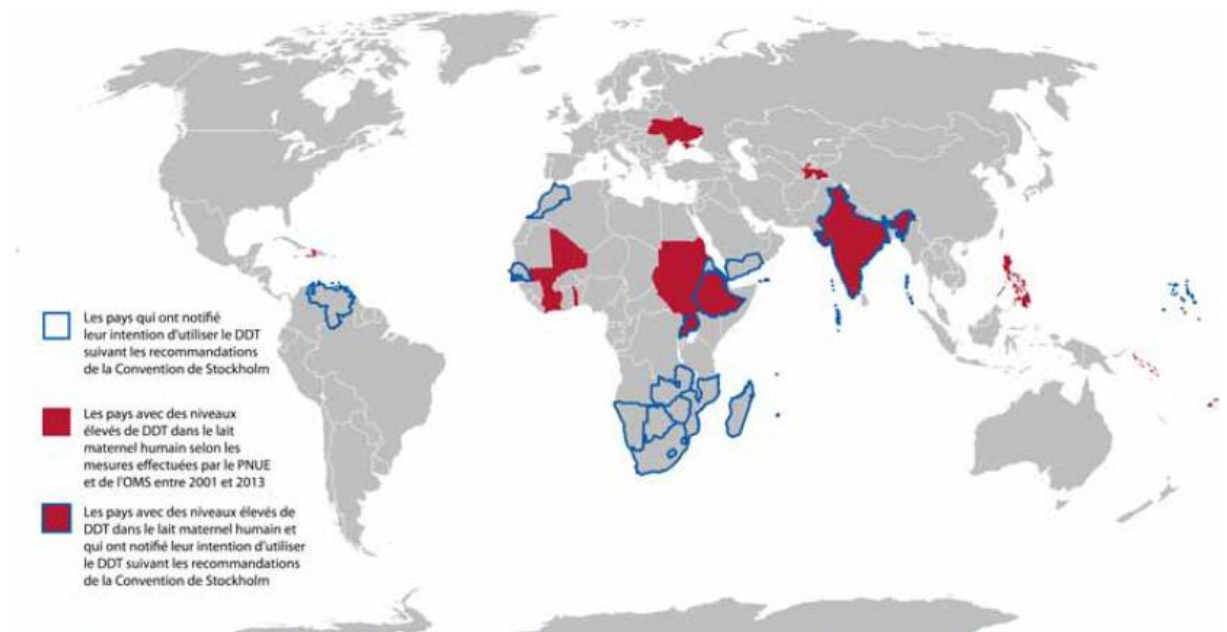 Les pays qui ont notifié
leur intention d'utiliser le DDT
suivant les recommandations
de la Convention de Stockholm
Les pays avec des niveaux
élevés de DDT dans le lait
maternel humain selon les
mesures effectuées par le PNUE
et de l'OMS entre 2001 et 2013
Les pays avec des niveaux élevés de
DDT dans le lait maternel humain et
qui ont notifié leur intention d'utiliser
le DDT suivant les recommandations
de la Convention de Stockholm